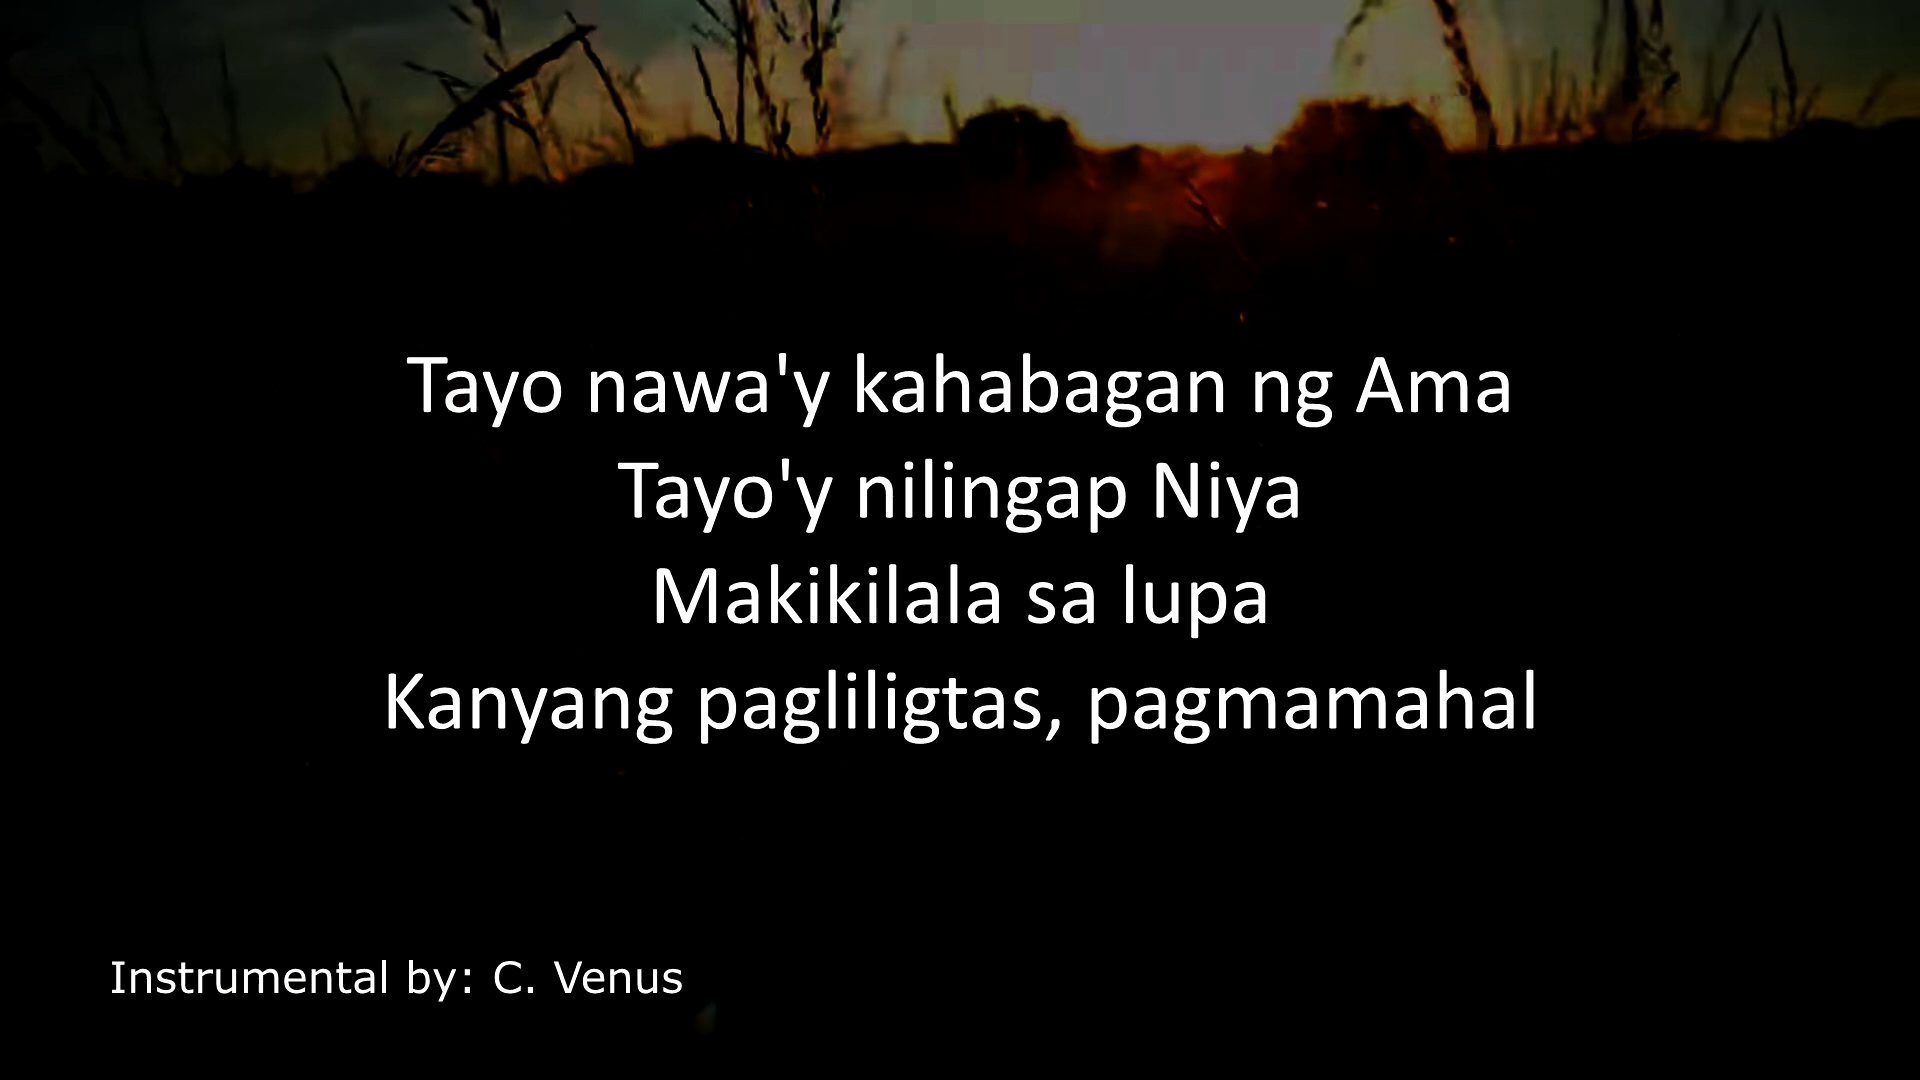 Tayo nawa'y kahabagan ng Ama
Tayo'y nilingap Niya
Makikilala sa lupa
Kanyang pagliligtas, pagmamahal
Instrumental by: C. Venus